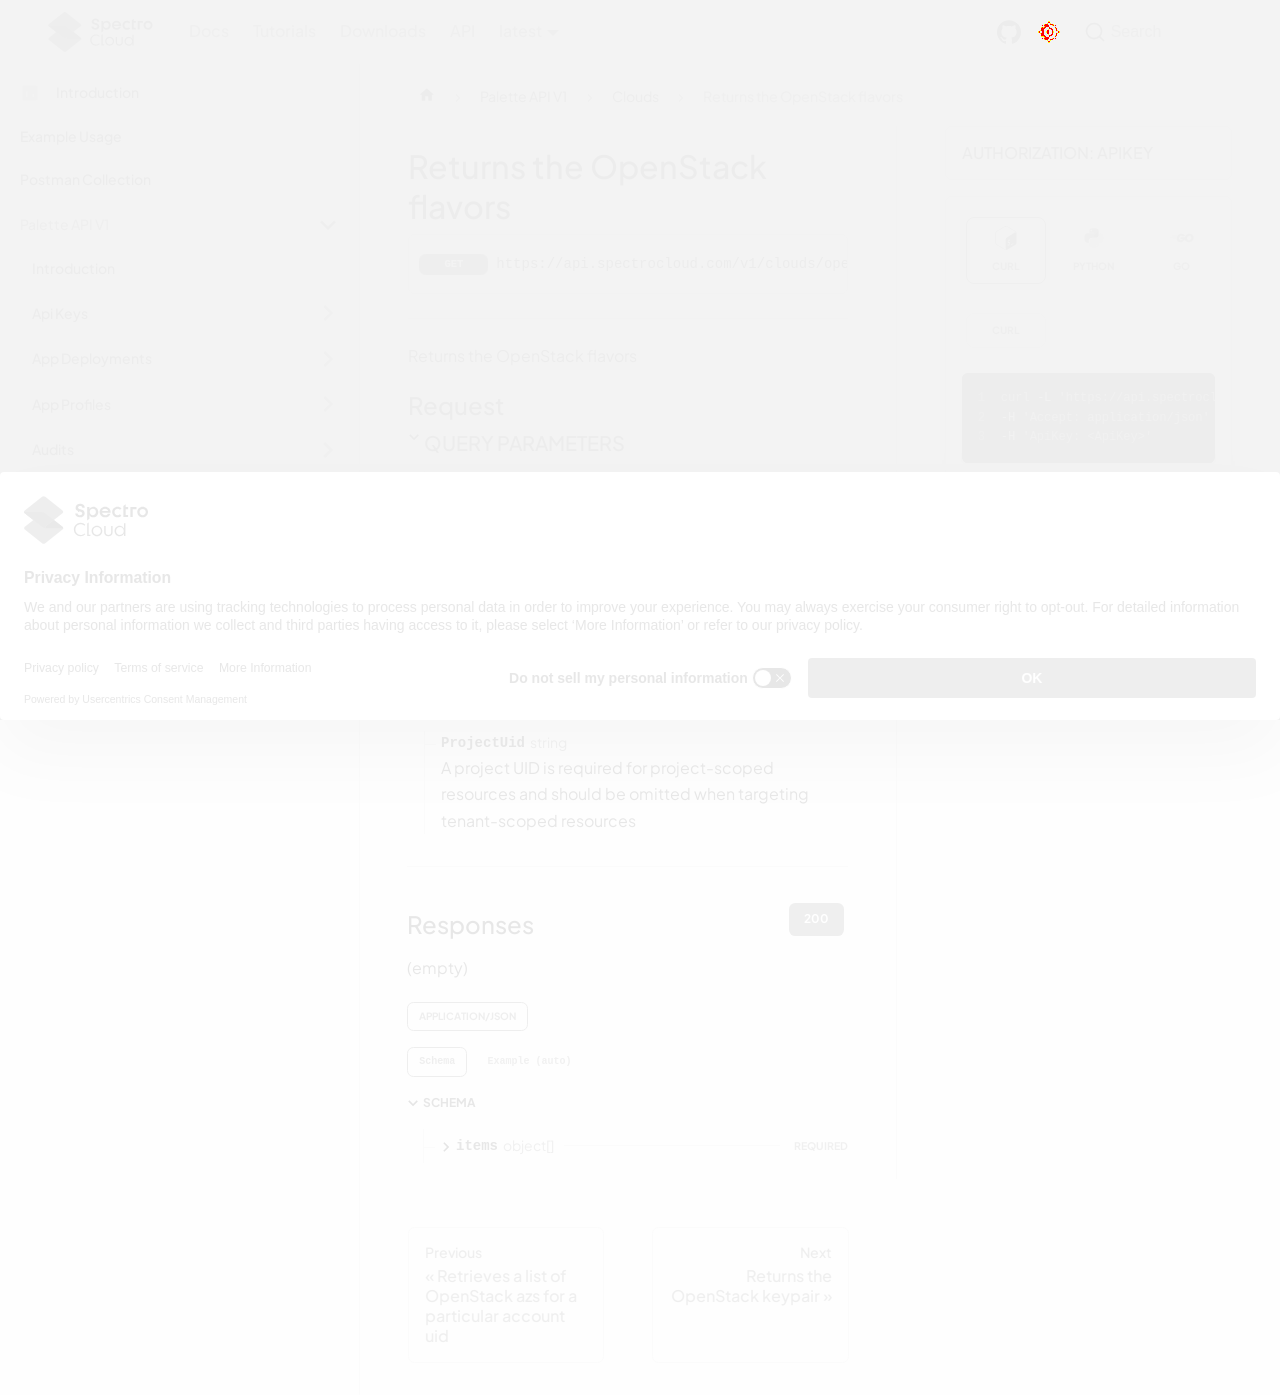 Spectro
Cloud
Docs Tutorials Downloads API latest
Search
Introduction
Example Usage
Postman Collection
Palette API V1
Introduction
Api Keys
App Deployments
App Profiles
Audits
Palette API V1
Clouds
Returns the OpenStack flavors
Returns the OpenStack
flavors
GET https://api.spectrocloud.com/v1/clouds/ope
Returns the OpenStack flavors
Request
QUERY PARAMETERS
AUTHORIZATION: APIKEY
CURL PYTHON GO
CURL
Spectro
Cloud
Privacy Information
We and our partners are using tracking technologies to process personal data in order to improve your experience. You may always exercise your consumer right to opt-out. For detailed information
about personal information we collect and third parties having access to it, please select 'More Information' or refer to our privacy policy.
Privacy policy Terms of service More Information
Do not sell my personal information
OK
Powered by Usercentrics Consent Management
ProjectUid string
A project UID is required for project-scoped
resources and should be omitted when targeting
tenant-scoped resources
Responses
200
(empty)
APPLICATION/JSON
Schema Example (auto)
SCHEMA
items object[] REQUIRED
Previous
« Retrieves a list of
OpenStack azs for a
particular account
uid
Next
Returns the
OpenStack keypair »